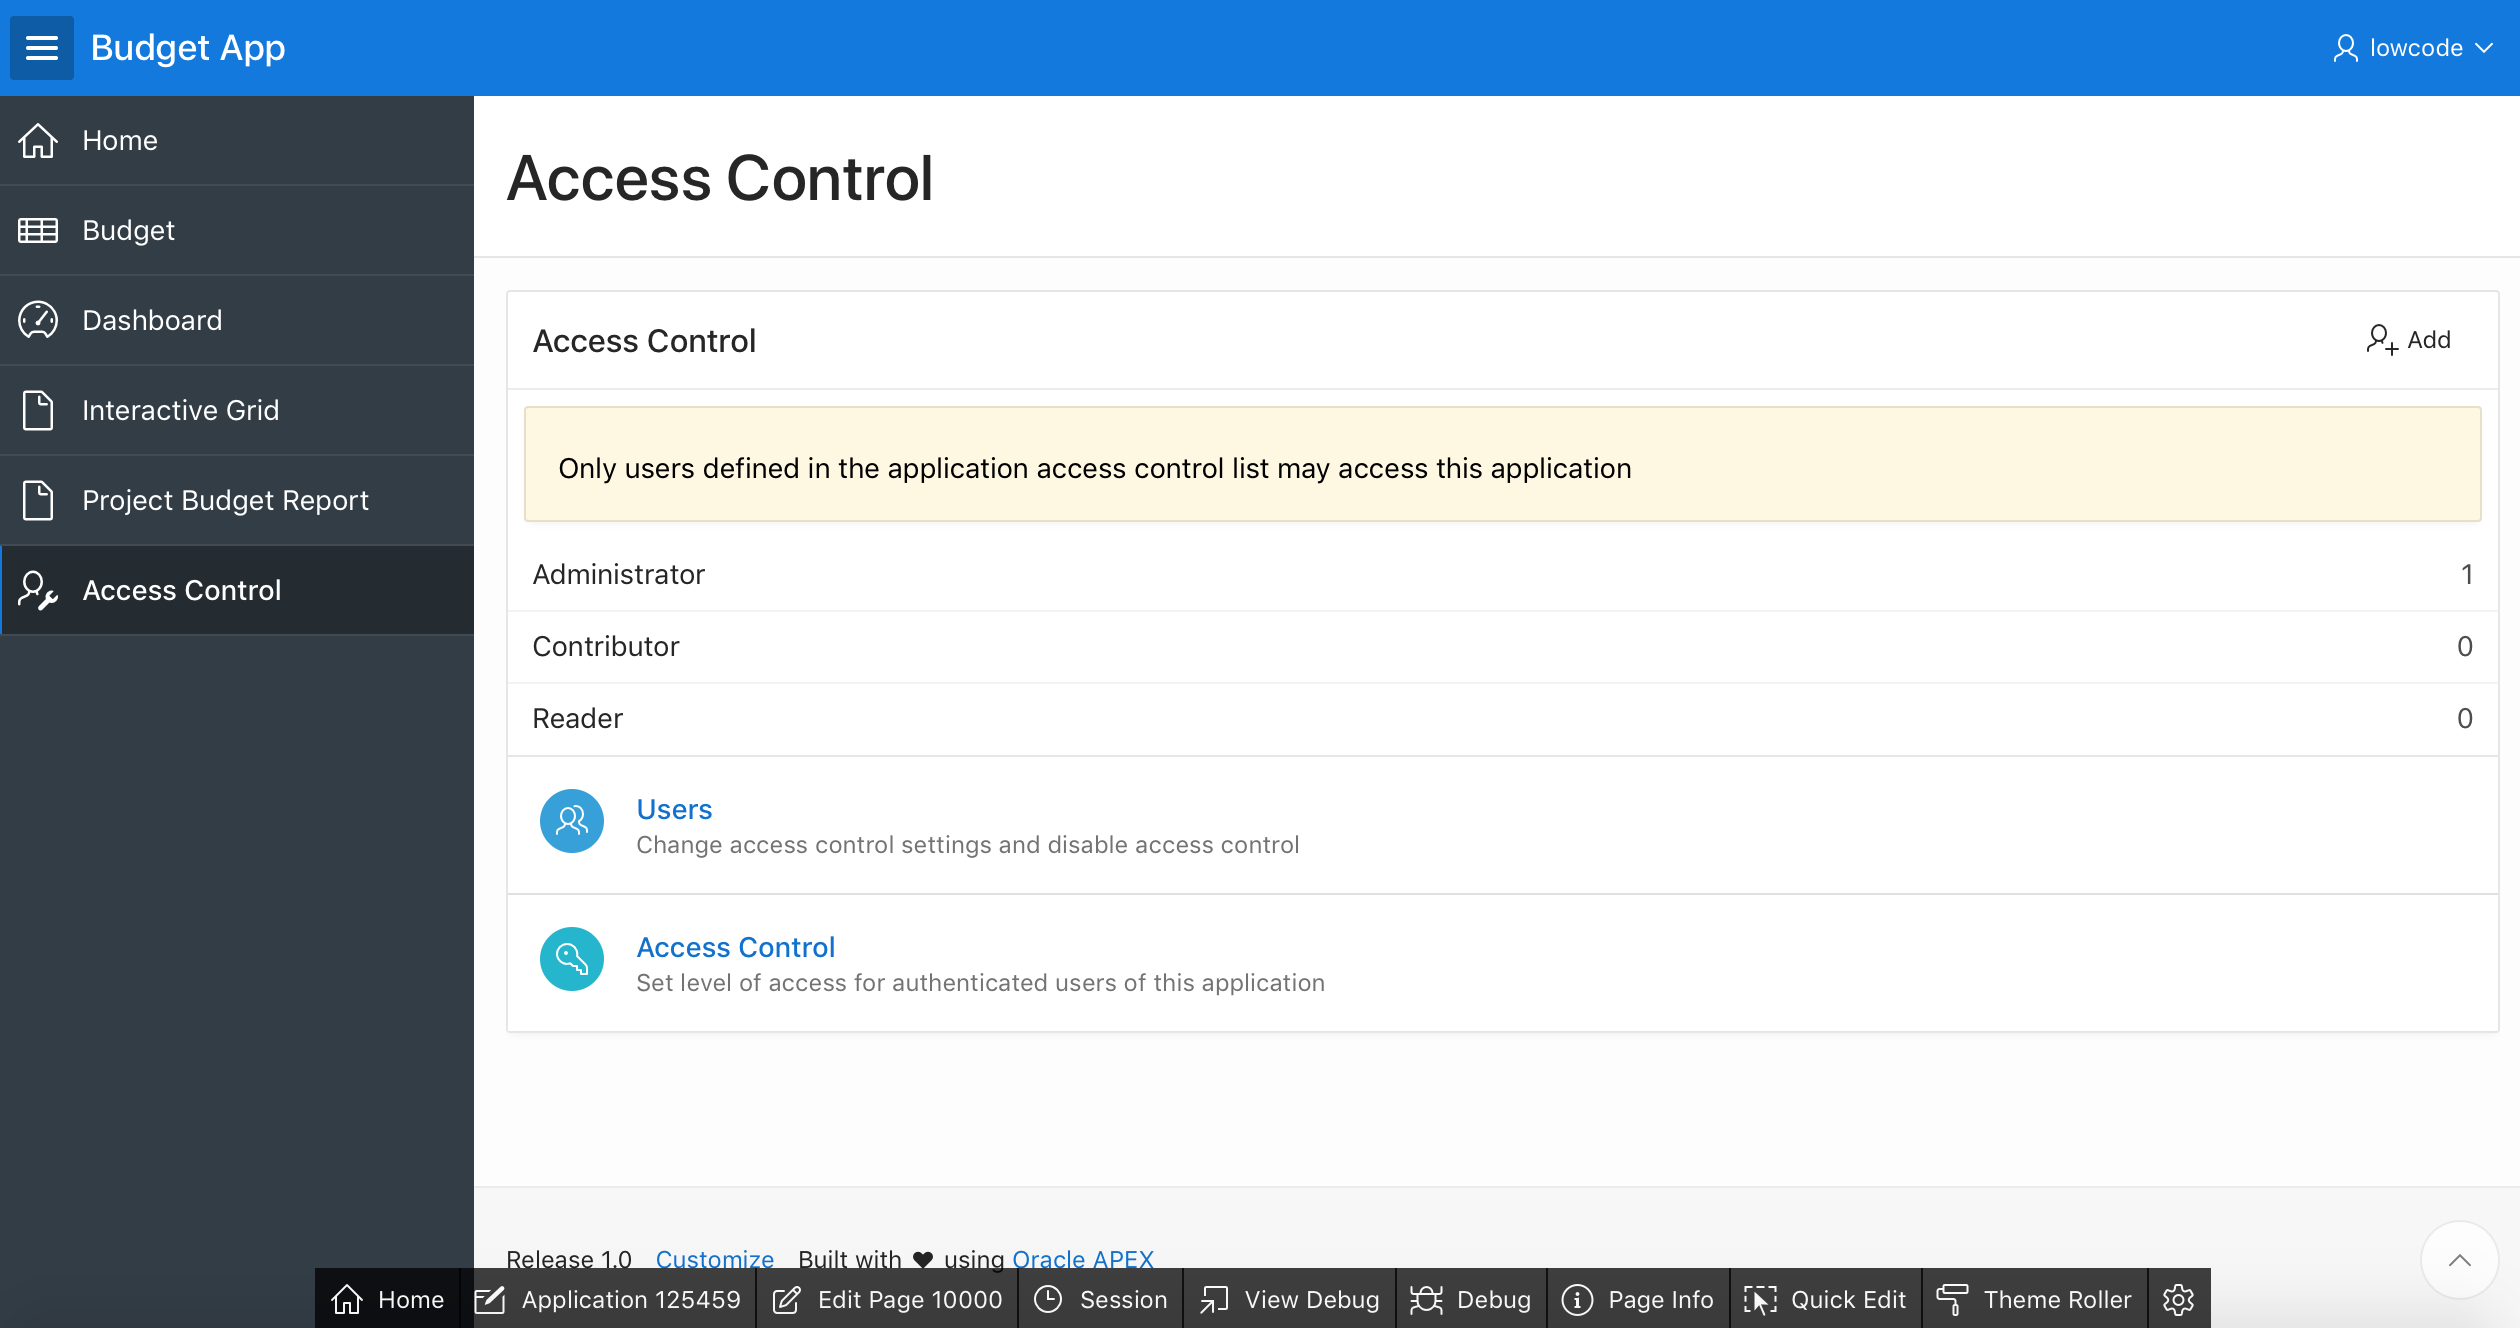 Budget App
lowcode
Home
Budget
Dashboard
Interactive Grid
Project Budget Report
Access Control
Access Control
Access Control
Add
Only users defined in the application access control list may access this application
Administrator 1
Contributor 0
Reader 0
Users
Change access control settings and disable access control
Access Control
Set level of access for authenticated users of this application
Release 1.0 Customize Built with ♥ using Oracle APEX
Home Application 125459 Edit Page 10000 Session View Debug Debug Page Info Quick Edit Theme Roller